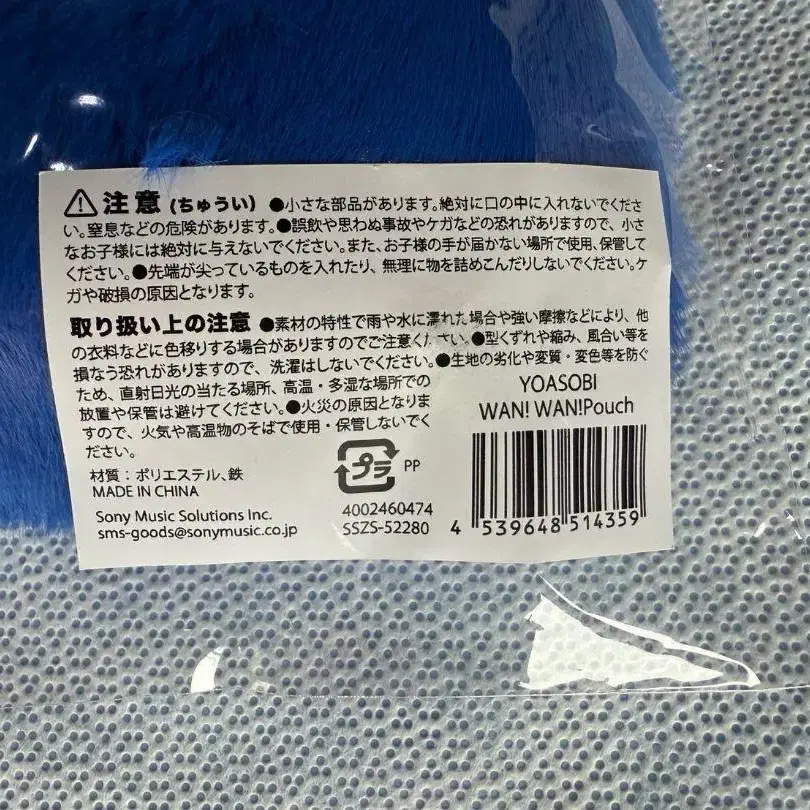 注意(ちゅうい) ●小さな部品があります。絶対に口の中に入れないでくださ
い。窒息などの危険があります。●誤飲や思わぬ事故やケガなどの恐れがありますので、小さ
なお子様には絶対に与えないでください。また、お子様の手が届かない場所で使用、保管して
ください。●先端が尖っているものを入れたり、無理に物を詰めこんだりしないでください。ケ
ガや破損の原因となります。
取り扱い上の注意 ●素材の特性で雨や水に濡れた場合や強い摩擦などにより、他
の衣料などに色移りする場合がありますのでご注意ください。●型くずれや縮み、風合い等を
損なう恐れがありますので、洗濯はしないでください。●生地の劣化や変質・変色等を防ぐ
ため、直射日光の当たる場所、高温・多湿な場所での
放置や保管は避けてください。●火災の原因となりま
すので、火気や高温物のそばで使用・保管しないでく
ださい。
材質：ポリエステル、鉄
MADE IN CHINA
Sony Music Solutions Inc.
sms-goods@sonymusic.co.jp
プラ PP
4002460474
SSZS-52280
YOASOBI
WAN! WAN!Pouch
4 539648 514359